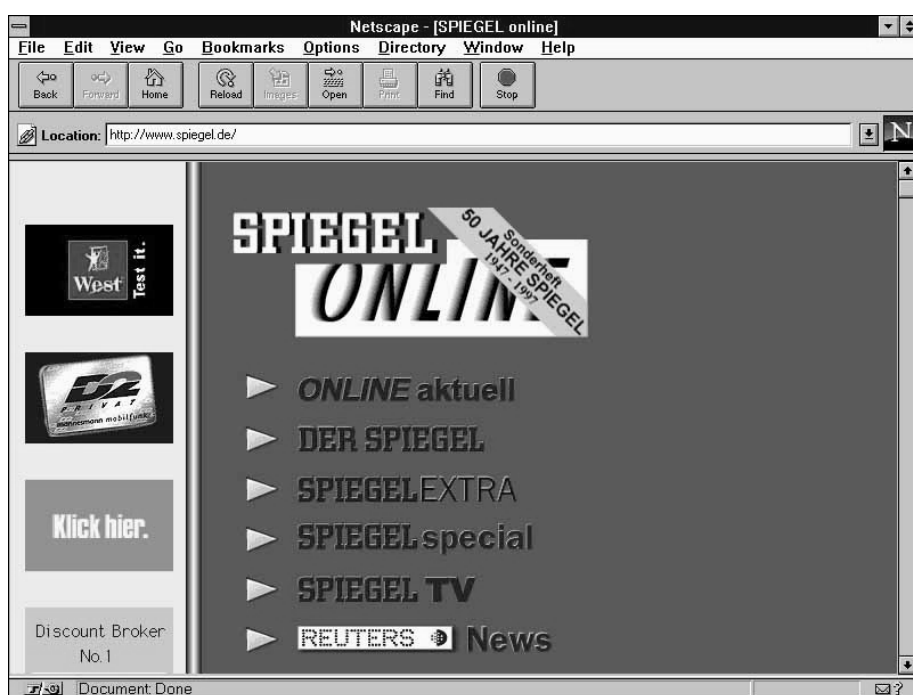 Netscape - [SPIEGEL online]
File Edit View Go Bookmarks Options Directory Window Help
Back Forward Home Reload Images Open Print Find Stop
Location: http://www.spiegel.de/
N
West
Test it.
D2
PRIVAT
mannesmann mobilfunk
Klick hier.
Discount Broker
No.1
SPIEGEL
ONLINE
Sonderheft
50 JAHRE SPIEGEL
1947 - 1997
ONLINE aktuell
DER SPIEGEL
SPIEGEL EXTRA
SPIEGEL special
SPIEGEL TV
REUTERS News
Document: Done
?